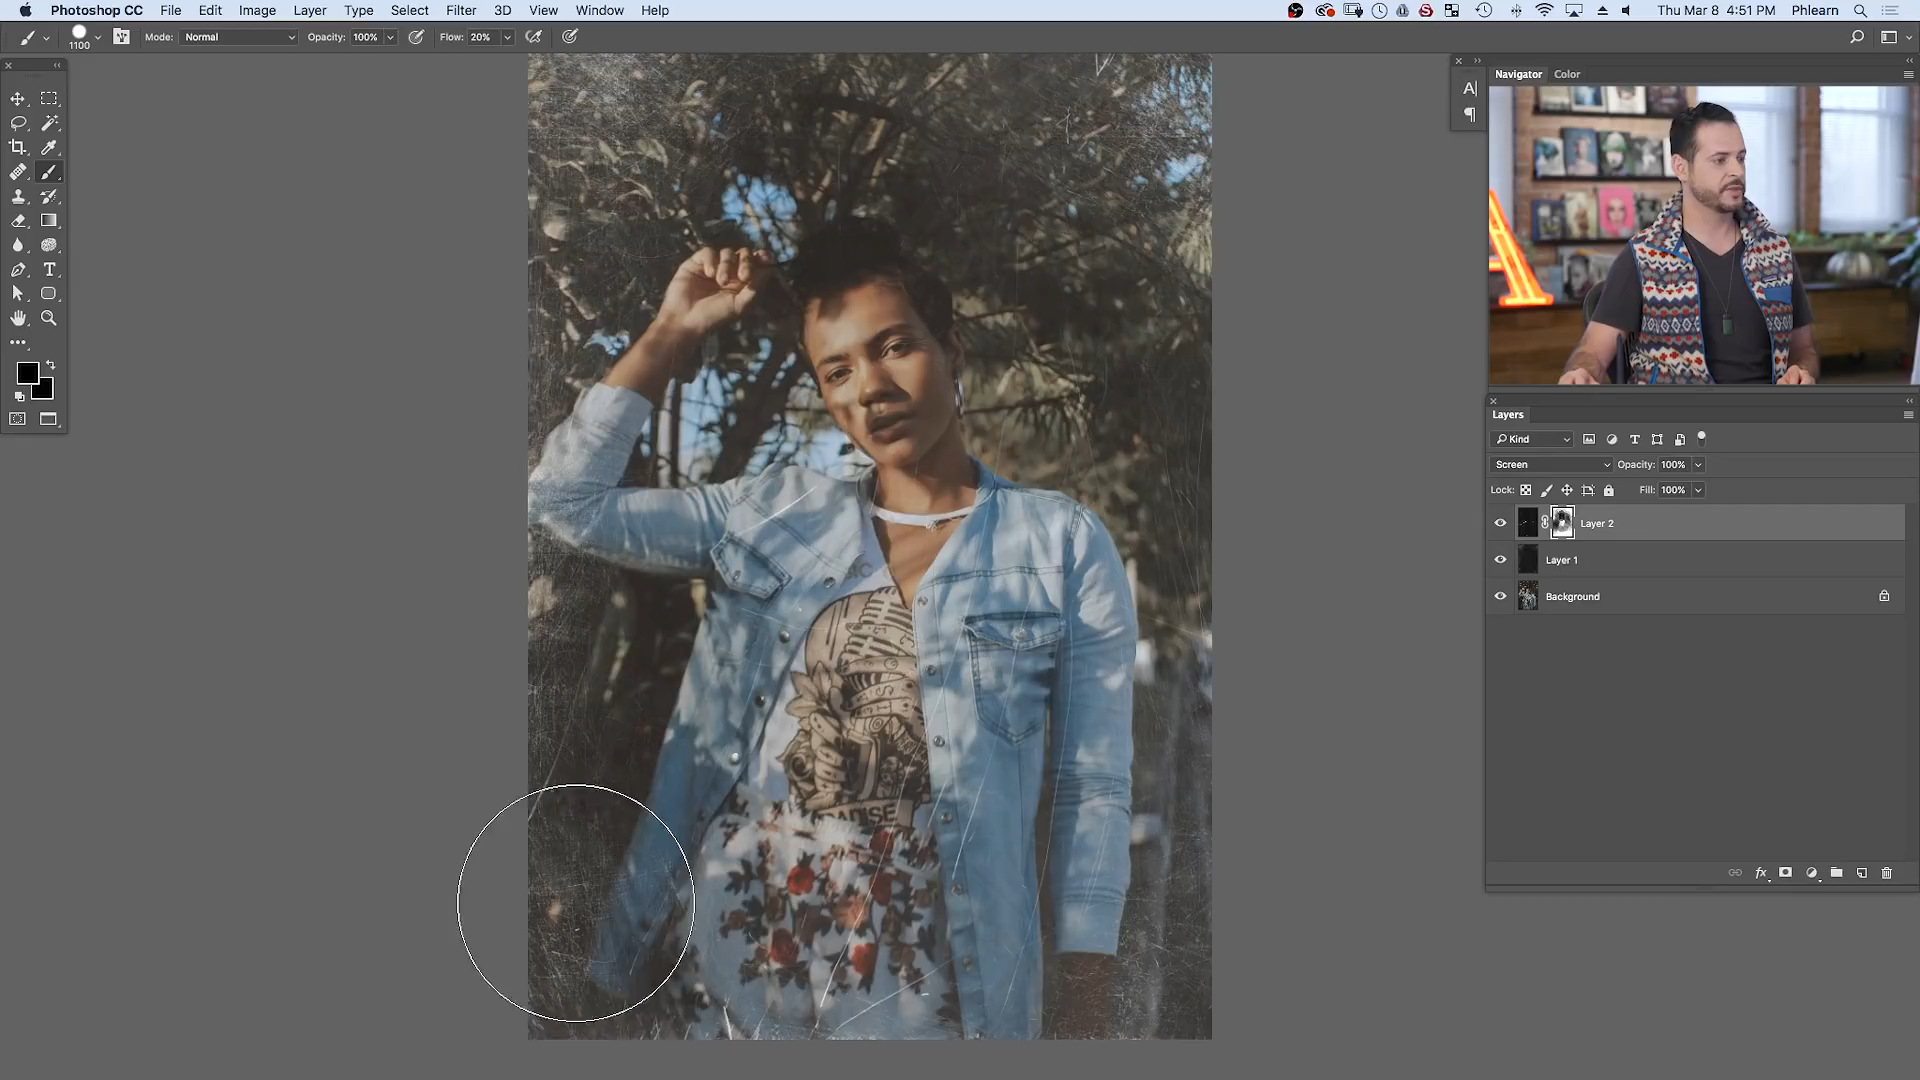 Photoshop CC File Edit Image Layer Type Select Filter 3D View Window Help Thu Mar 8 4:51 PM Phlearn
1100 Mode: Normal Opacity: 100% Flow: 20%
Navigator Color
A|
Layers
Kind
Screen Opacity: 100%
Lock: Fill: 100%
Layer 2
Layer 1
Background
fx